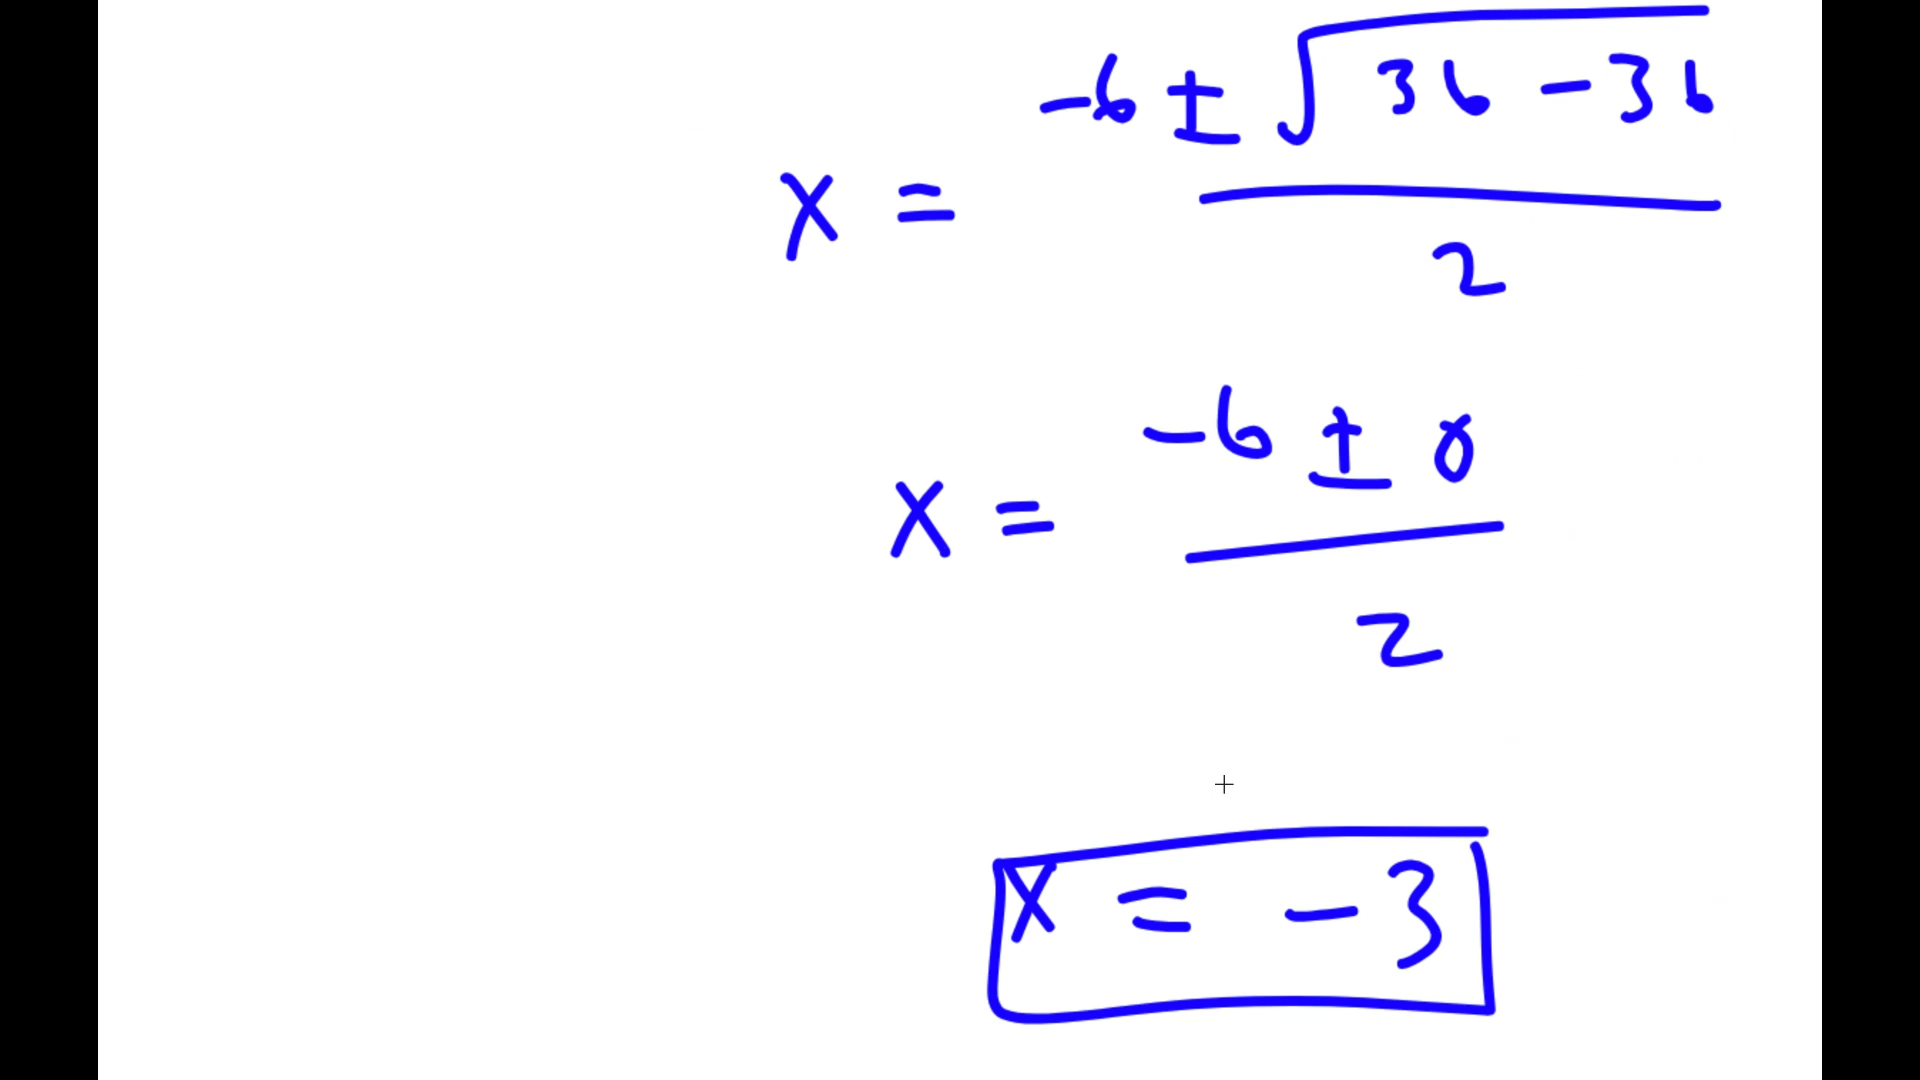 x = (-6 ± √(36 - 36)) / 2
x = (-6 ± 0) / 2
x = -3